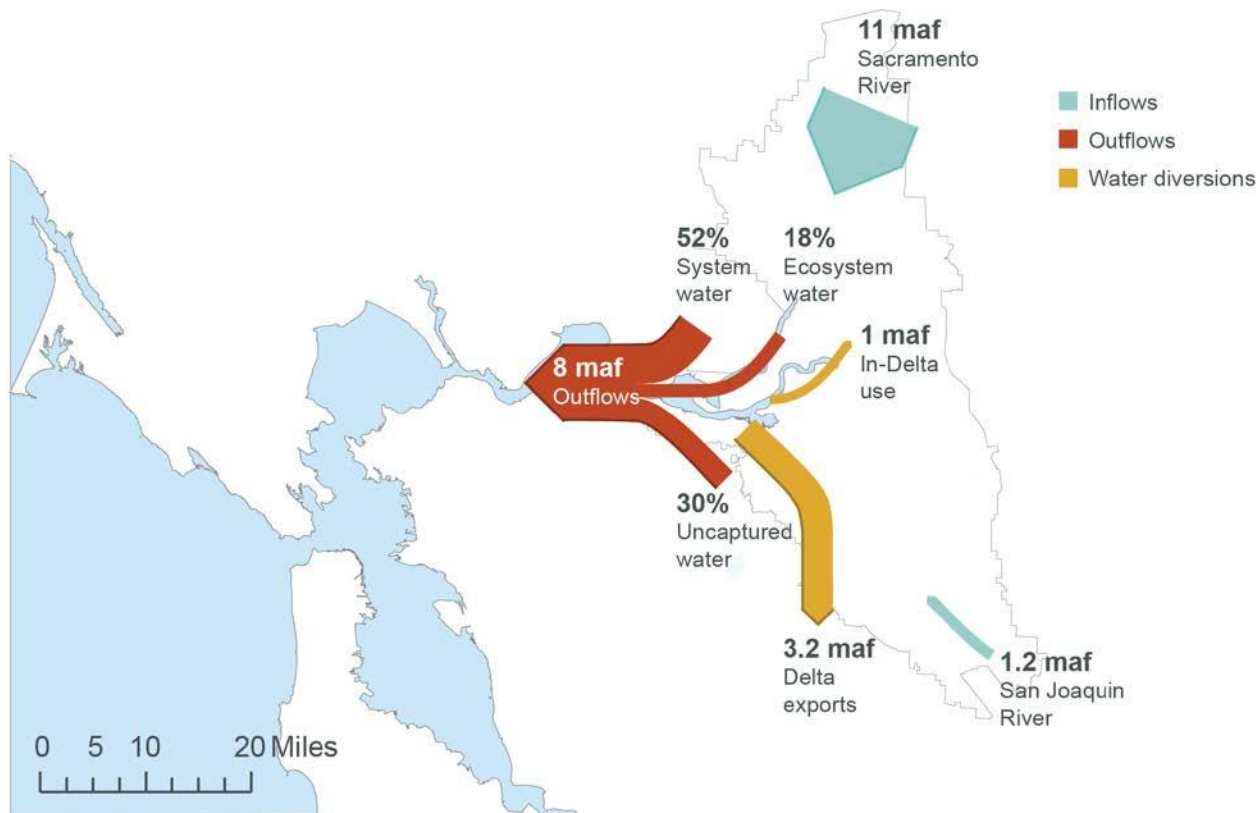 11 maf
Sacramento
River
Inflows
Outflows
Water diversions
52%
System
water
18%
Ecosystem
water
1 maf
In-Delta
use
8 maf
Outflows
30%
Uncaptured
water
3.2 maf
Delta
exports
1.2 maf
San Joaquin
River
0 5 10 20 Miles